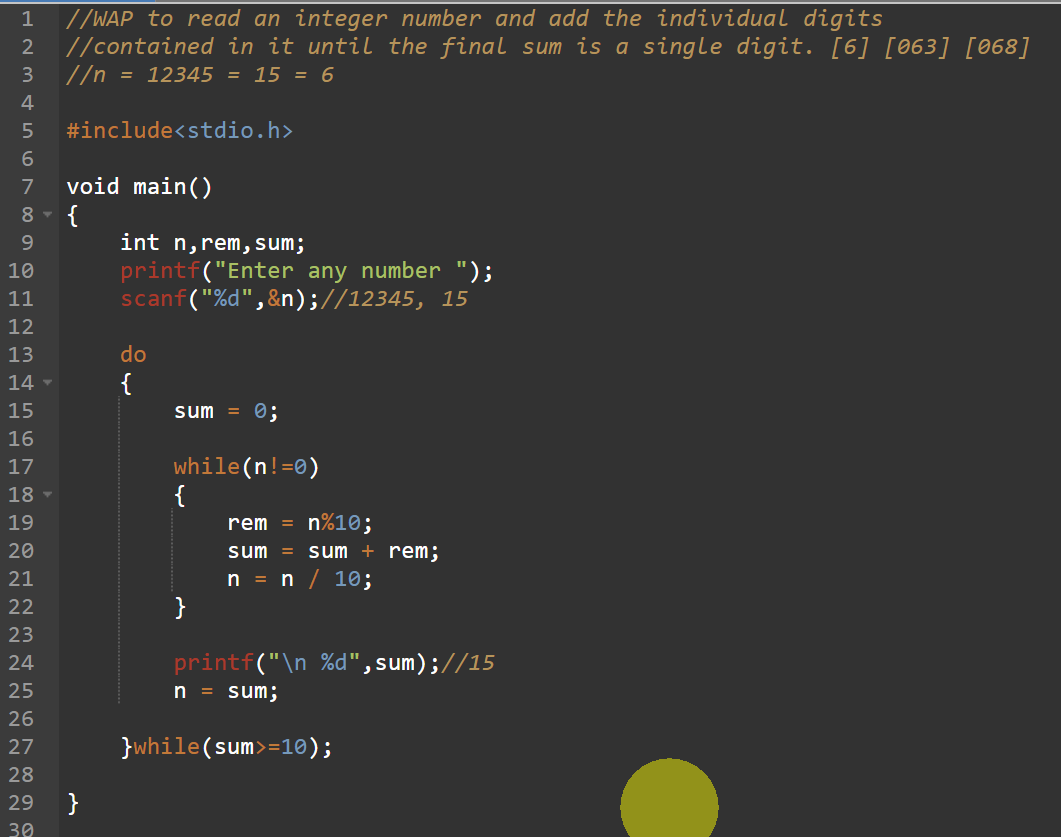 1 //WAP to read an integer number and add the individual digits
2 //contained in it until the final sum is a single digit. [6] [063] [068]
3 //n = 12345 = 15 = 6
4
5 #include<stdio.h>
6
7 void main()
8 {
9     int n,rem,sum;
10     printf("Enter any number ");
11     scanf("%d",&n);//12345, 15
12
13     do
14     {
15         sum = 0;
16
17         while(n!=0)
18         {
19             rem = n%10;
20             sum = sum + rem;
21             n = n / 10;
22         }
23
24         printf("\n %d",sum);//15
25         n = sum;
26
27     }while(sum>=10);
28
29 }
30